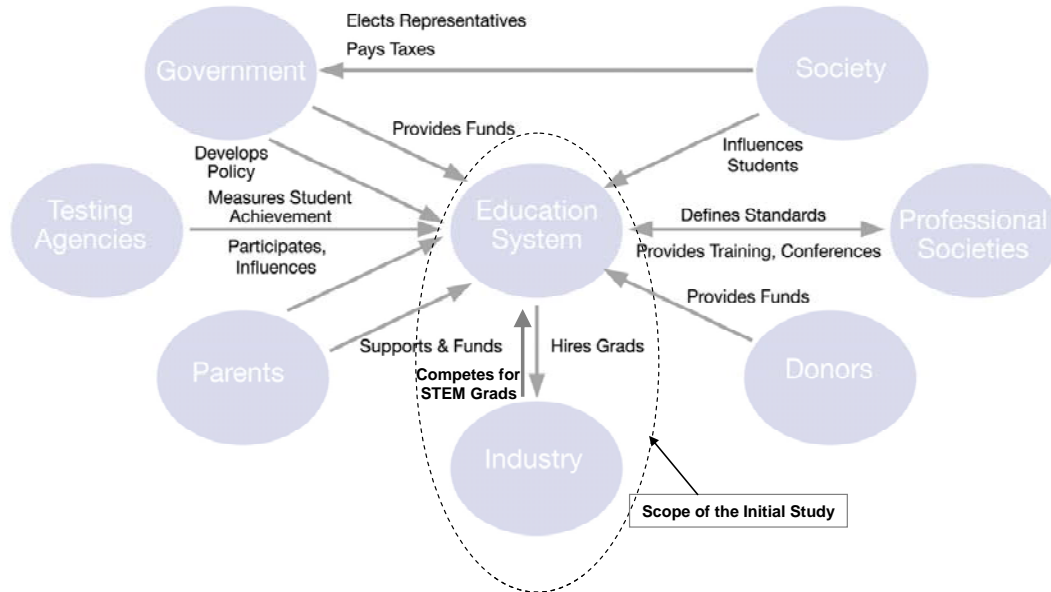 Elects Representatives
Pays Taxes
Government
Society
Provides Funds
Develops
Policy
Influences
Students
Testing
Agencies
Measures Student
Achievement
Participates,
Influences
Education
System
Defines Standards
Provides Training, Conferences
Professional
Societies
Provides Funds
Parents
Supports & Funds
Competes for
STEM Grads
Hires Grads
Donors
Industry
Scope of the Initial Study